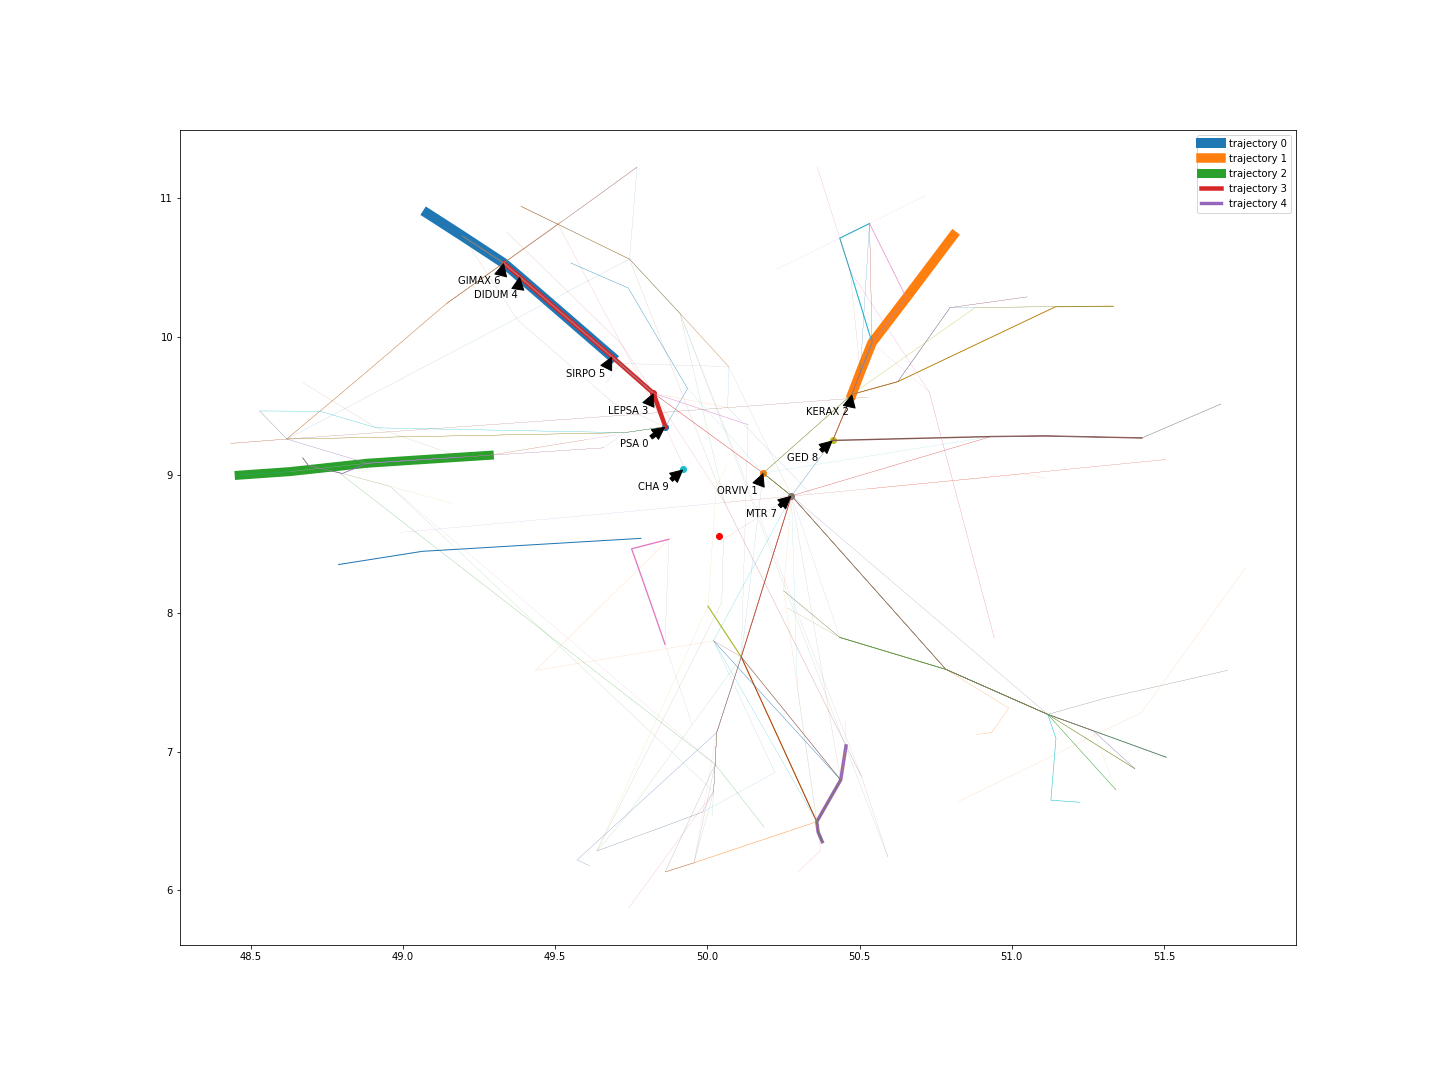 trajectory 0
trajectory 1
trajectory 2
trajectory 3
trajectory 4
11
10
9
8
7
6
GIMAX 6
DIDUM 4
SIRPO 5
LEPSA 3
KERAX 2
PSA 0
GED 8
CHA 9
ORVIV 1
MTR 7
48.5 49.0 49.5 50.0 50.5 51.0 51.5